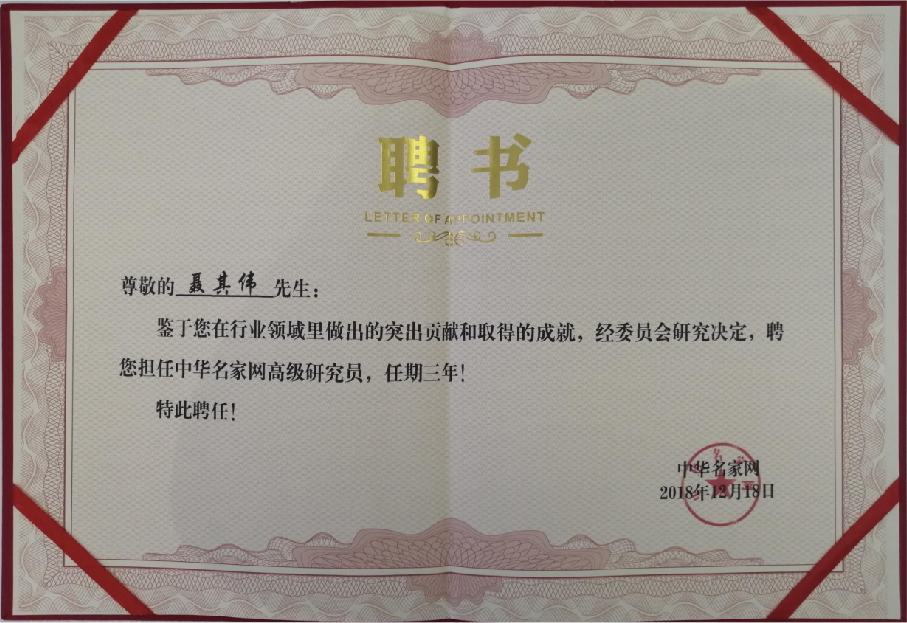 聘书
LETTER OF APPOINTMENT
尊敬的 聂其伟 先生：
鉴于您在行业领域里做出的突出贡献和取得的成就，经委员会研究决定，聘
您担任中华名家网高级研究员，任期三年！
特此聘任！
中华名家网
2018年12月18日